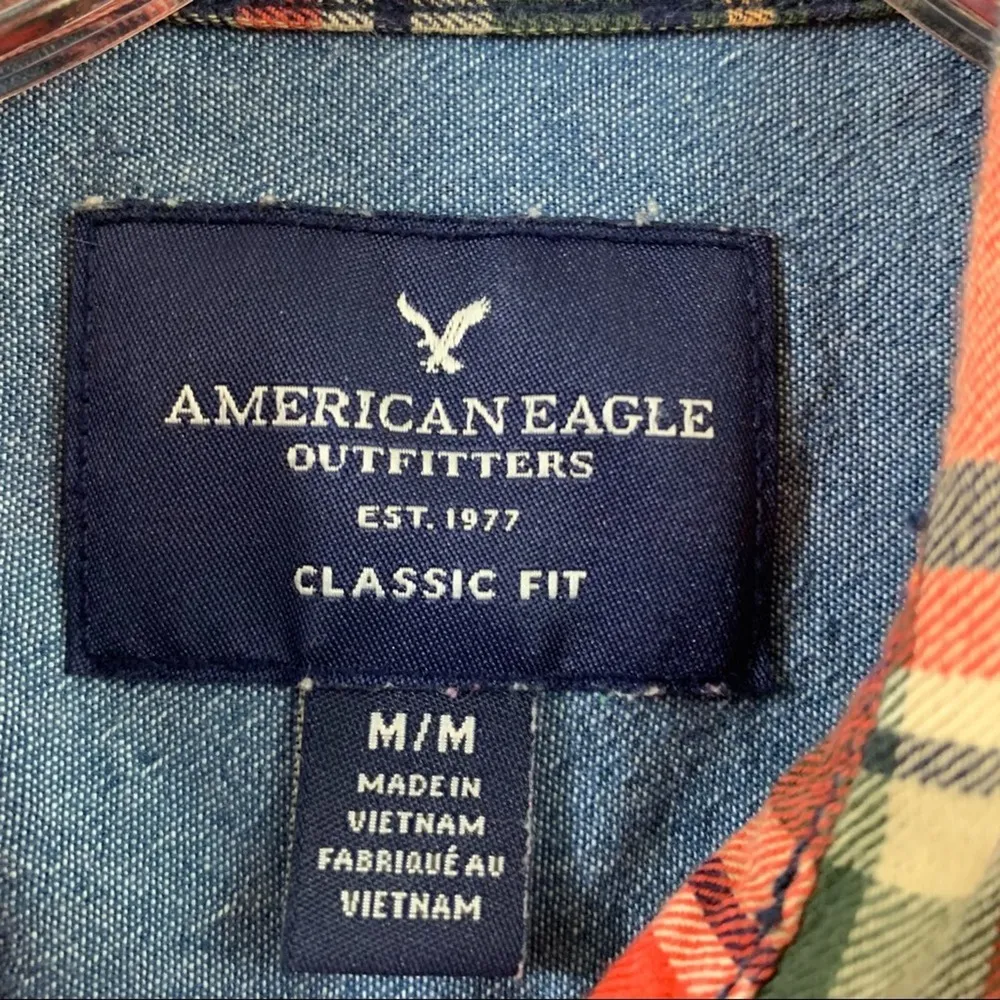 AMERICAN EAGLE
OUTFITTERS
EST. 1977
CLASSIC FIT
M/M
MADE IN
VIETNAM
FABRIQUÉ AU
VIETNAM